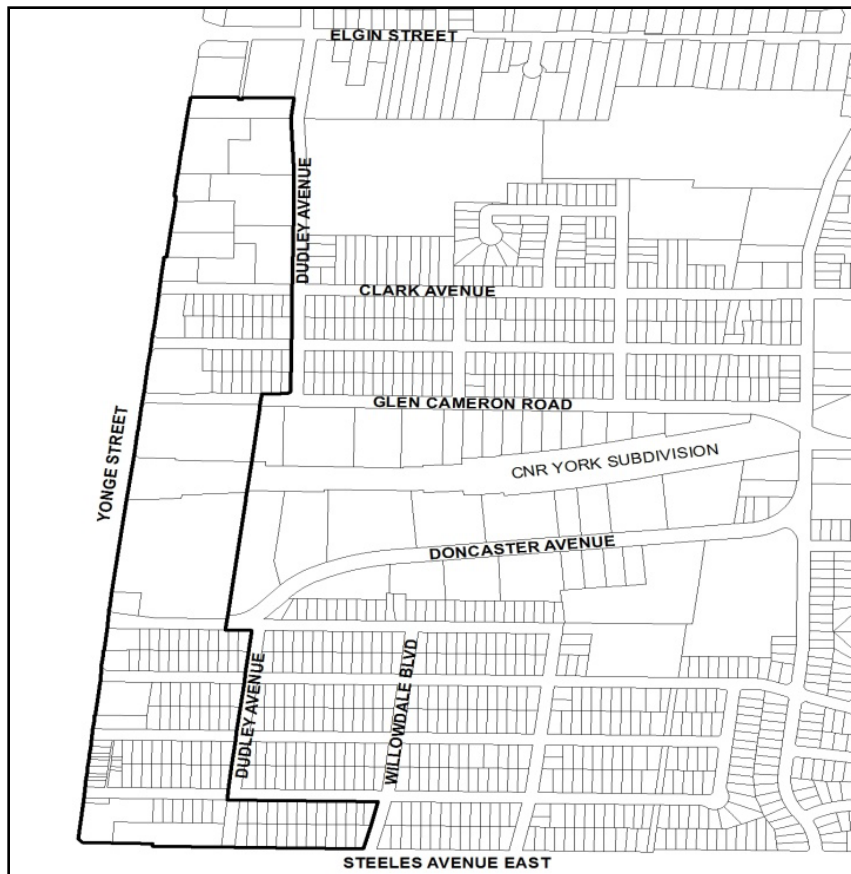 ELGIN STREET
DUDLEY AVENUE
CLARK AVENUE
GLEN CAMERON ROAD
YONGE STREET
CNR YORK SUBDIVISION
DONCASTER AVENUE
DUDLEY AVENUE
WILLOWDALE BLVD
STEELES AVENUE EAST